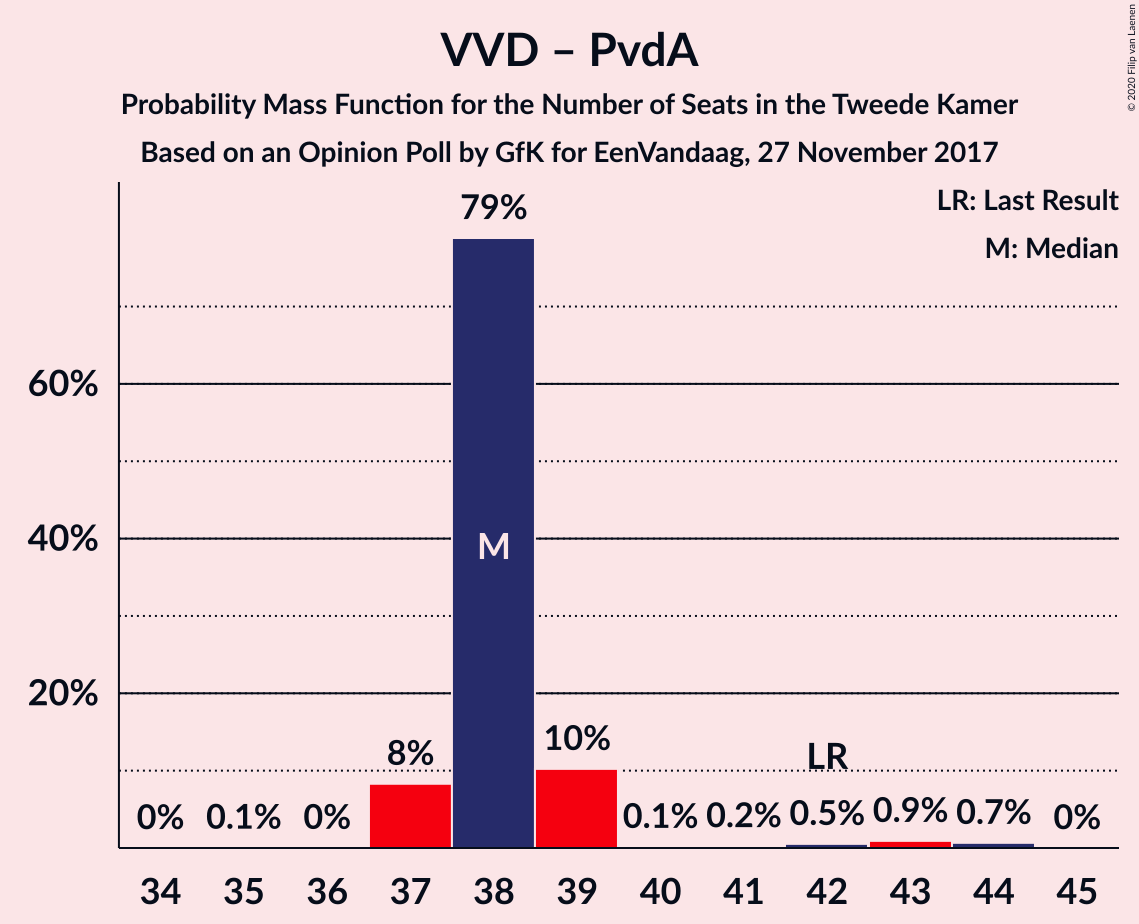 VVD – PvdA
Probability Mass Function for the Number of Seats in the Tweede Kamer
Based on an Opinion Poll by GfK for EenVandaag, 27 November 2017
© 2020 Filip van Laenen
LR: Last Result
M: Median
79%
60%
40%
M
20%
10%
8%
LR
0% 0.1% 0% 0.1% 0.2% 0.5% 0.9% 0.7% 0%
34 35 36 37 38 39 40 41 42 43 44 45